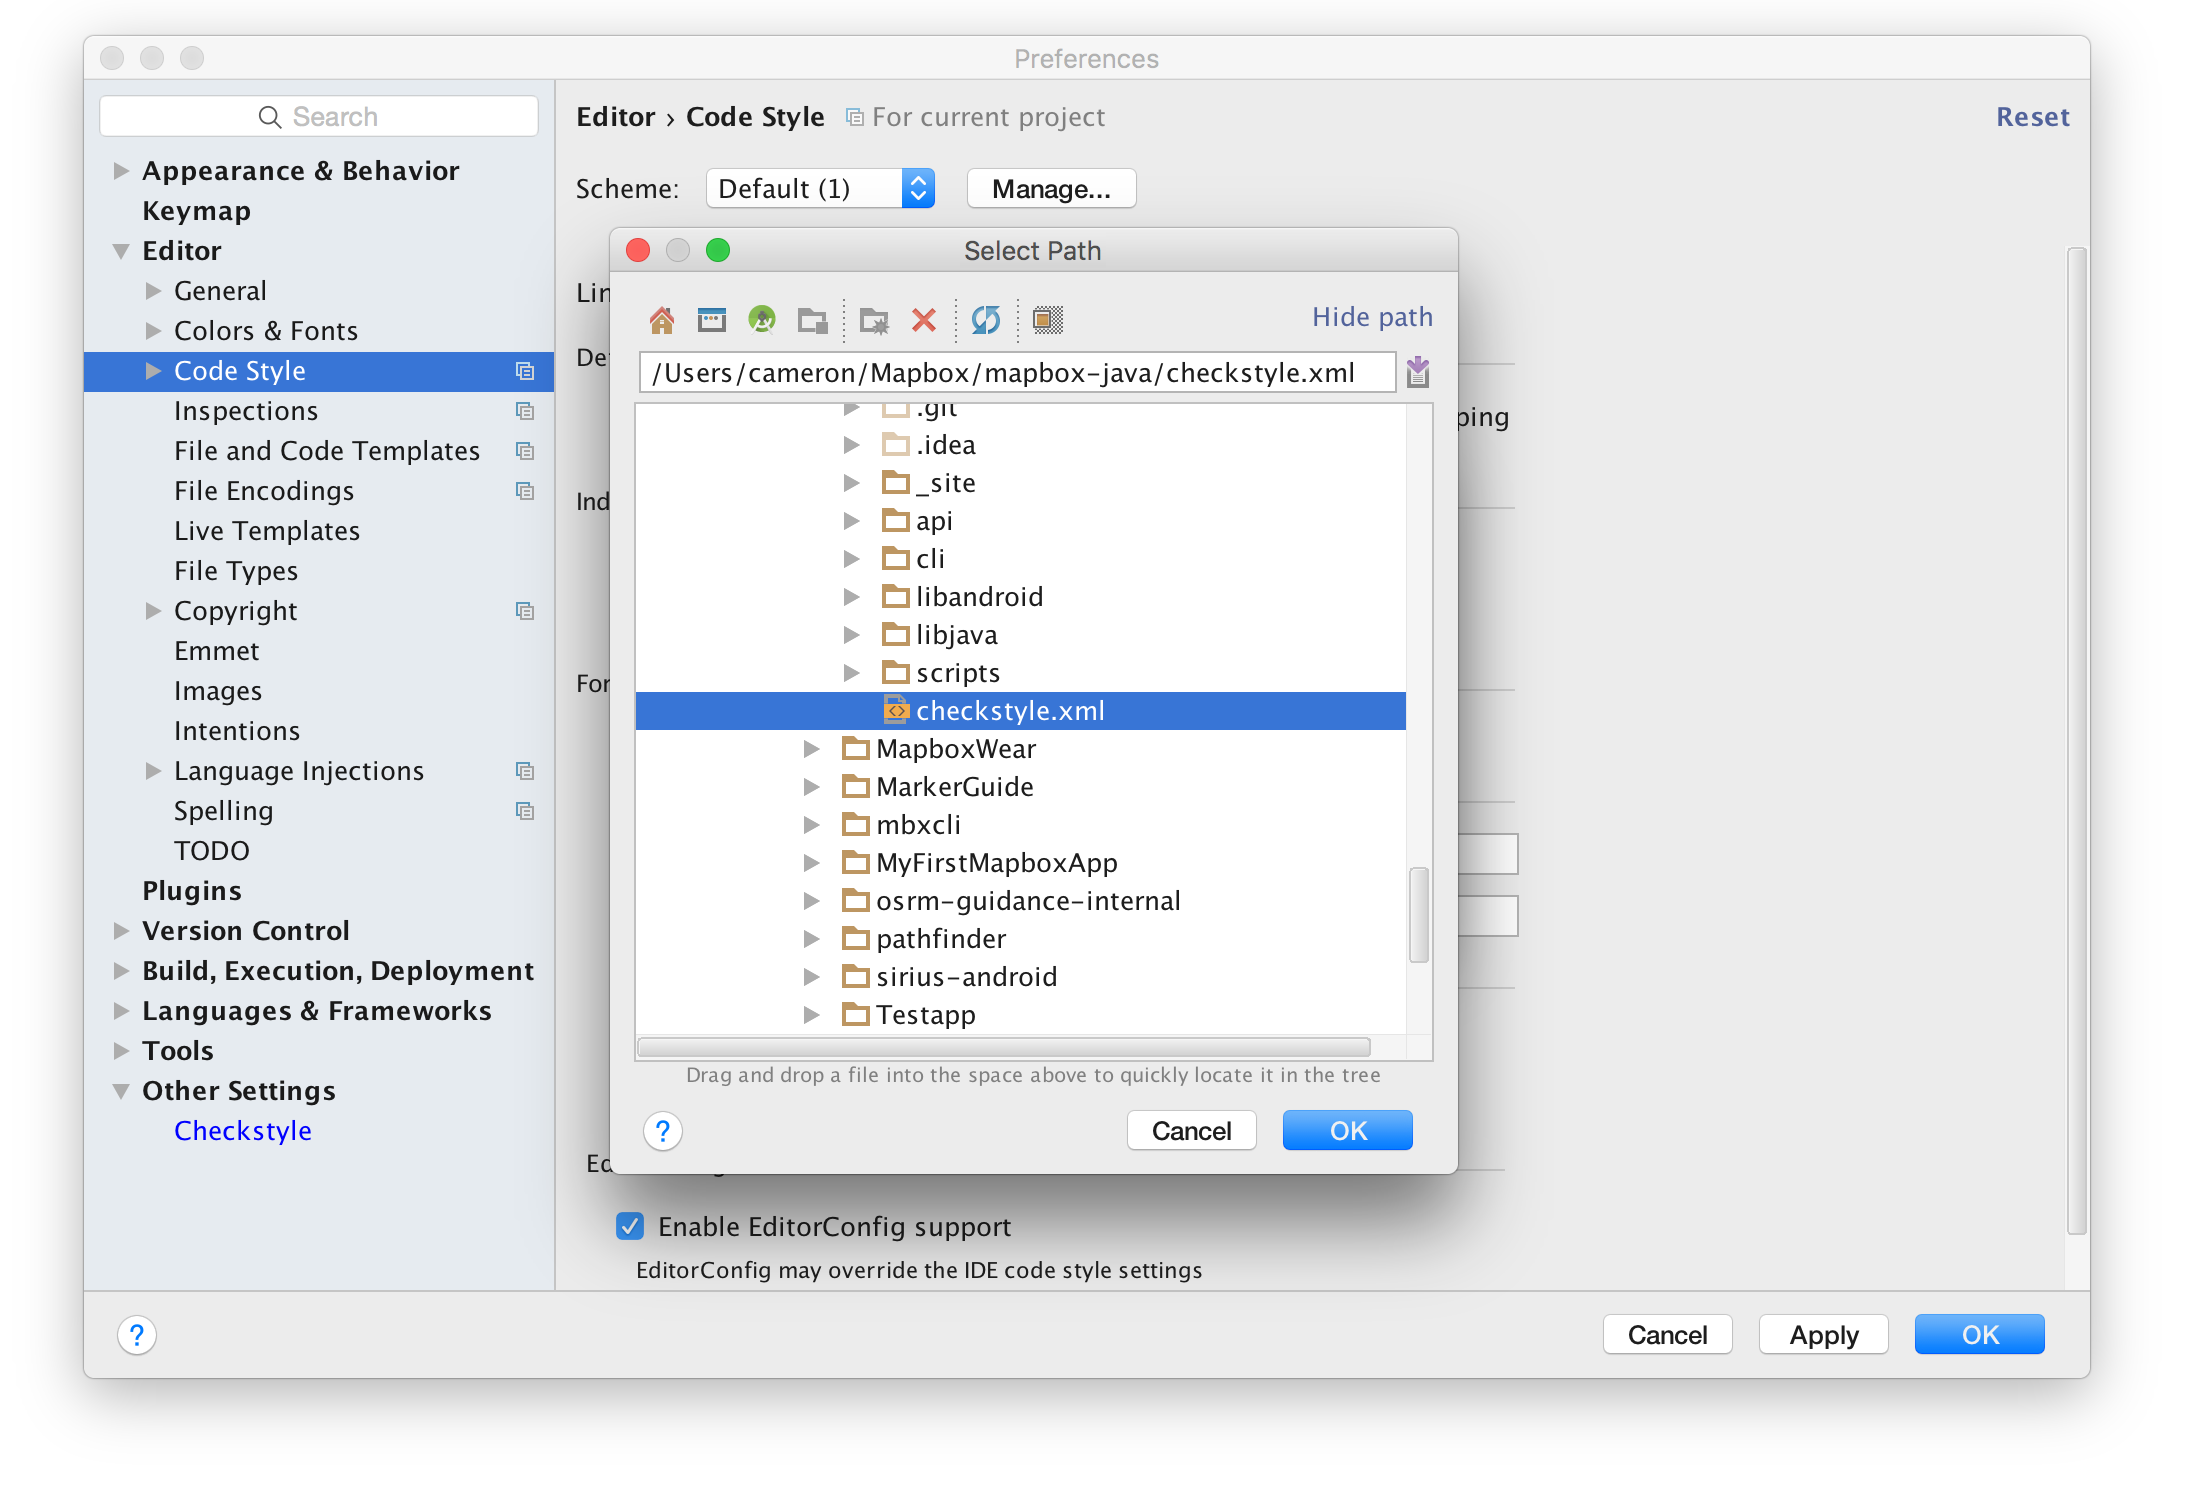 Preferences
Search
Appearance & Behavior
Keymap
Editor
General
Colors & Fonts
Code Style
Inspections
File and Code Templates
File Encodings
Live Templates
File Types
Copyright
Emmet
Images
Intentions
Language Injections
Spelling
TODO
Plugins
Version Control
Build, Execution, Deployment
Languages & Frameworks
Tools
Other Settings
Checkstyle
Editor › Code Style For current project
Reset
Scheme: Default (1) Manage...
Select Path
Hide path
/Users/cameron/Mapbox/mapbox-java/checkstyle.xml
.git
.idea
_site
api
cli
libandroid
libjava
scripts
checkstyle.xml
MapboxWear
MarkerGuide
mbxcli
MyFirstMapboxApp
osrm-guidance-internal
pathfinder
sirius-android
Testapp
Drag and drop a file into the space above to quickly locate it in the tree
? Cancel OK
Enable EditorConfig support
EditorConfig may override the IDE code style settings
? Cancel Apply OK